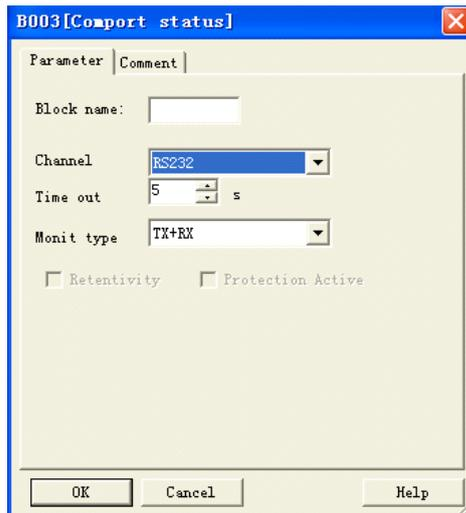 B003[Comport status]
Parameter Comment
Block name:
Channel RS232
Time out 5 s
Monit type TX+RX
Retentivity Protection Active
OK Cancel Help